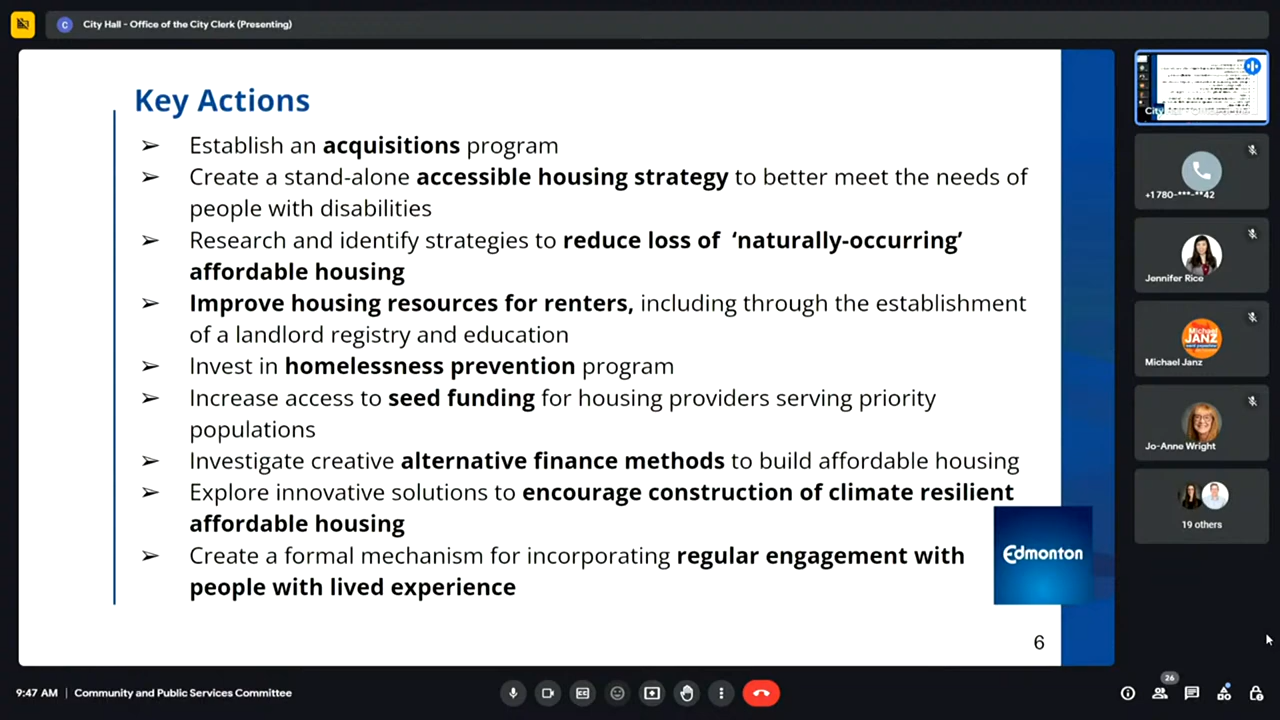 City Hall - Office of the City Clerk (Presenting)
C
Key Actions
➢ Establish an acquisitions program
➢ Create a stand-alone accessible housing strategy to better meet the needs of
people with disabilities
➢ Research and identify strategies to reduce loss of ‘naturally-occurring’
affordable housing
➢ Improve housing resources for renters, including through the establishment
of a landlord registry and education
➢ Invest in homelessness prevention program
➢ Increase access to seed funding for housing providers serving priority
populations
➢ Investigate creative alternative finance methods to build affordable housing
➢ Explore innovative solutions to encourage construction of climate resilient
affordable housing
➢ Create a formal mechanism for incorporating regular engagement with
people with lived experience
Edmonton
6
+1 780-***-**42
Jennifer Rice
Michael
JANZ
Michael Janz
Jo-Anne Wright
19 others
9:47 AM | Community and Public Services Committee
26